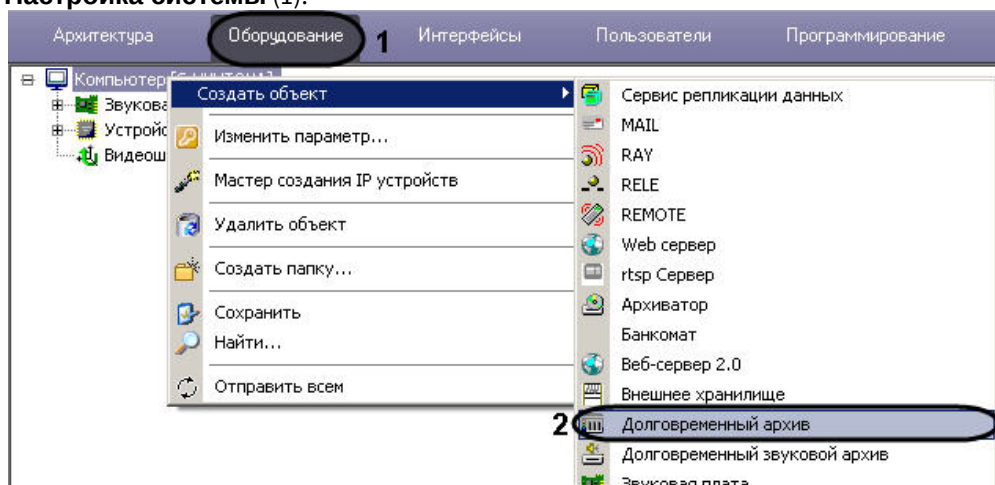 Настройка системы (1).
Архитектура Оборудование 1 Интерфейсы Пользователи Программирование
Компьютер
Звукова
Устройс
Видеош
Создать объект
Изменить параметр...
Мастер создания IP устройств
Удалить объект
Создать папку...
Сохранить
Найти...
Отправить всем
Сервис репликации данных
MAIL
RAY
RELE
REMOTE
Web сервер
rtsp Сервер
Архиватор
Банкомат
Веб-сервер 2.0
Внешнее хранилище
2 Долговременный архив
Долговременный звуковой архив
Звуковая плата